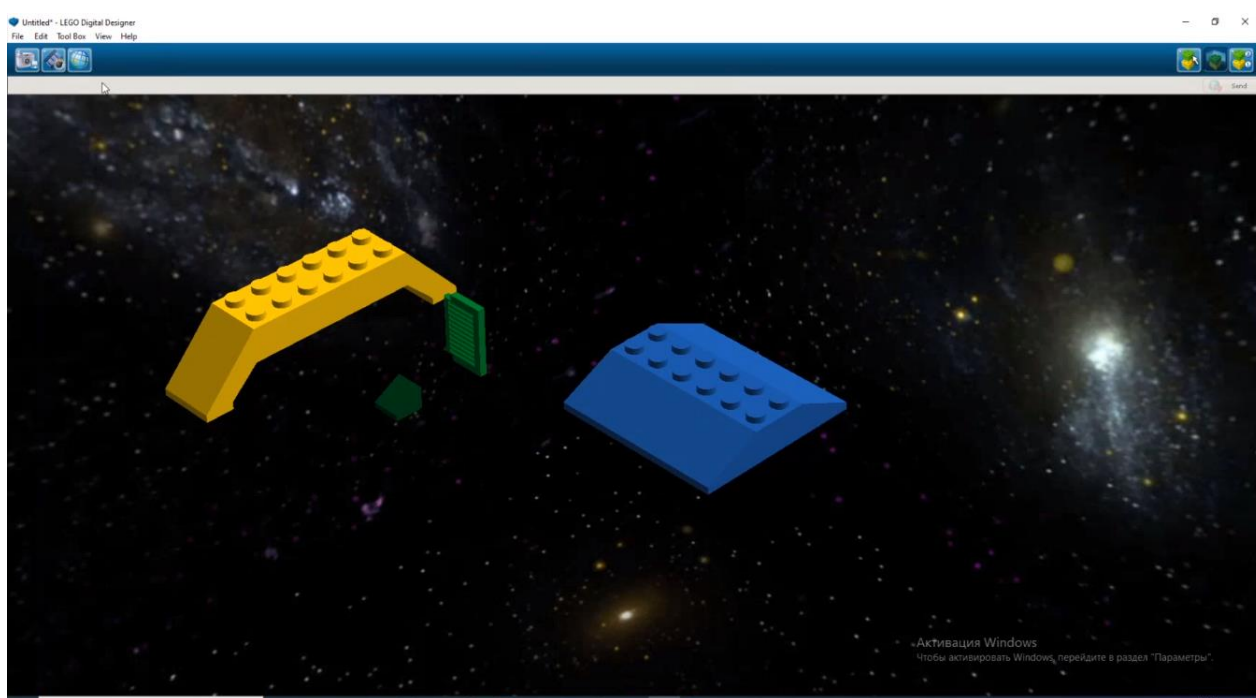 Untitled* - LEGO Digital Designer
File Edit Tool Box View Help
Send
Активация Windows
Чтобы активировать Windows, перейдите в раздел "Параметры".